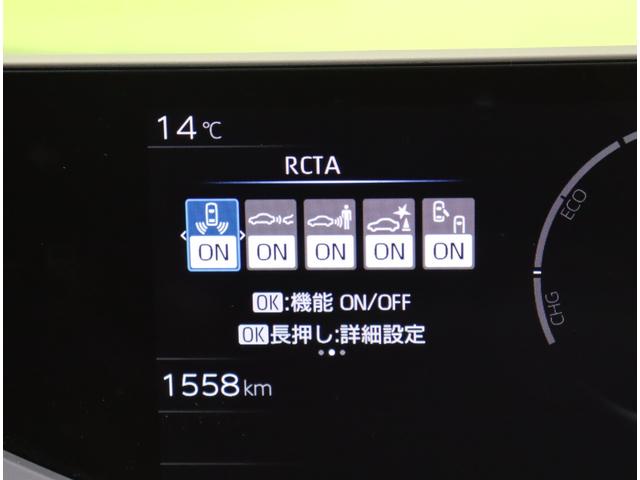 14℃
RCTA
ON ON ON ON ON
OK:機能 ON/OFF
OK長押し:詳細設定
1558km
ECO
CHG